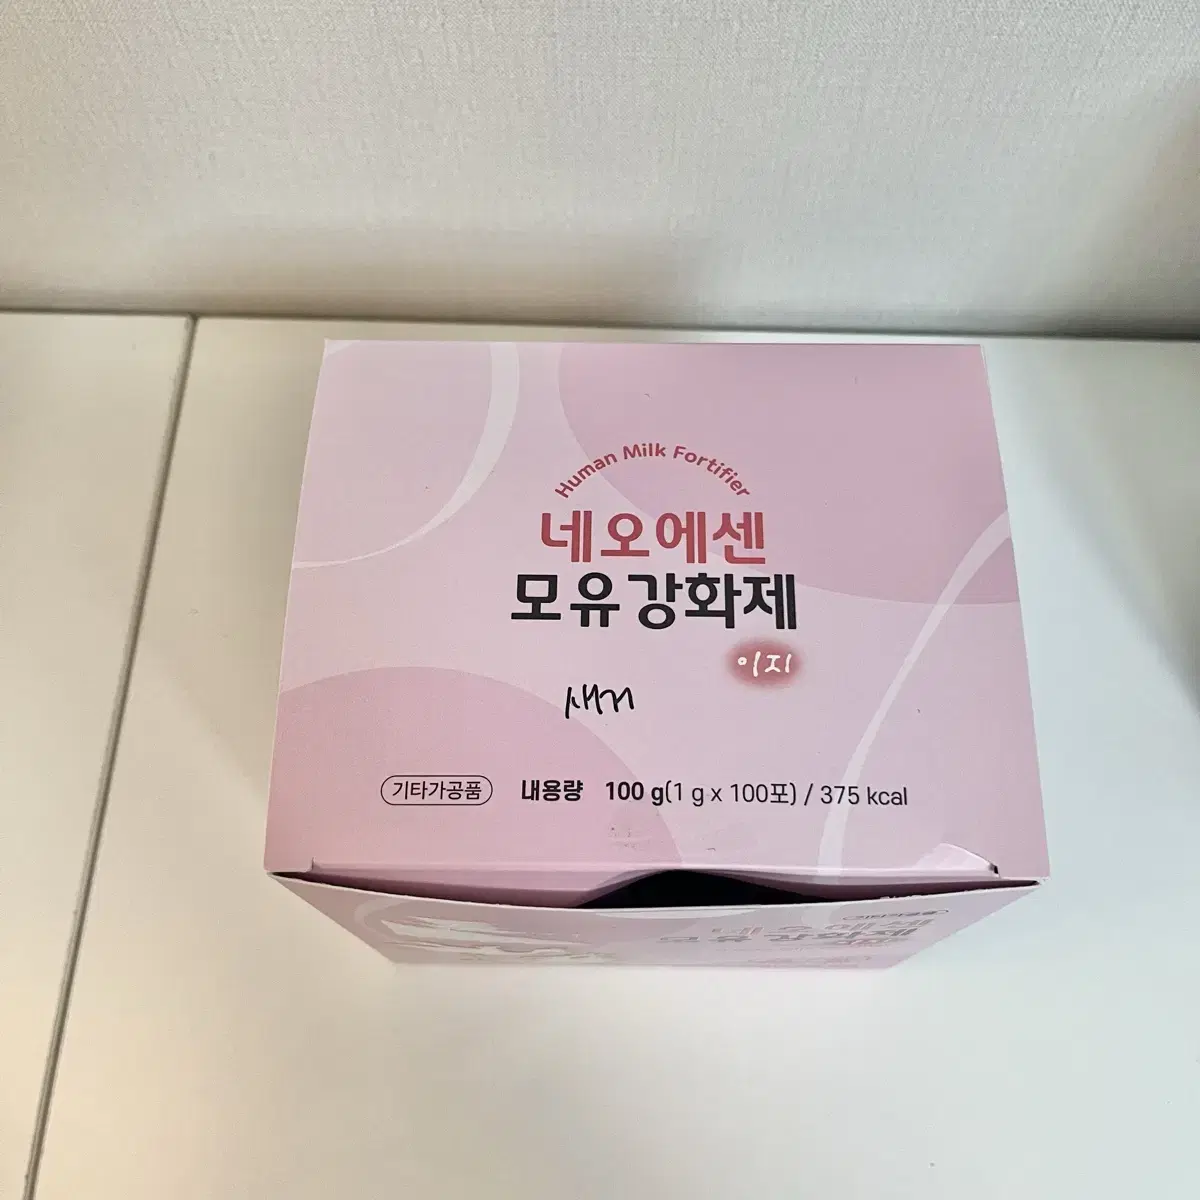 Human Milk Fortifier
네오에센
모유강화제
이지
새거
기타가공품 내용량 100 g(1 g x 100포) / 375 kcal